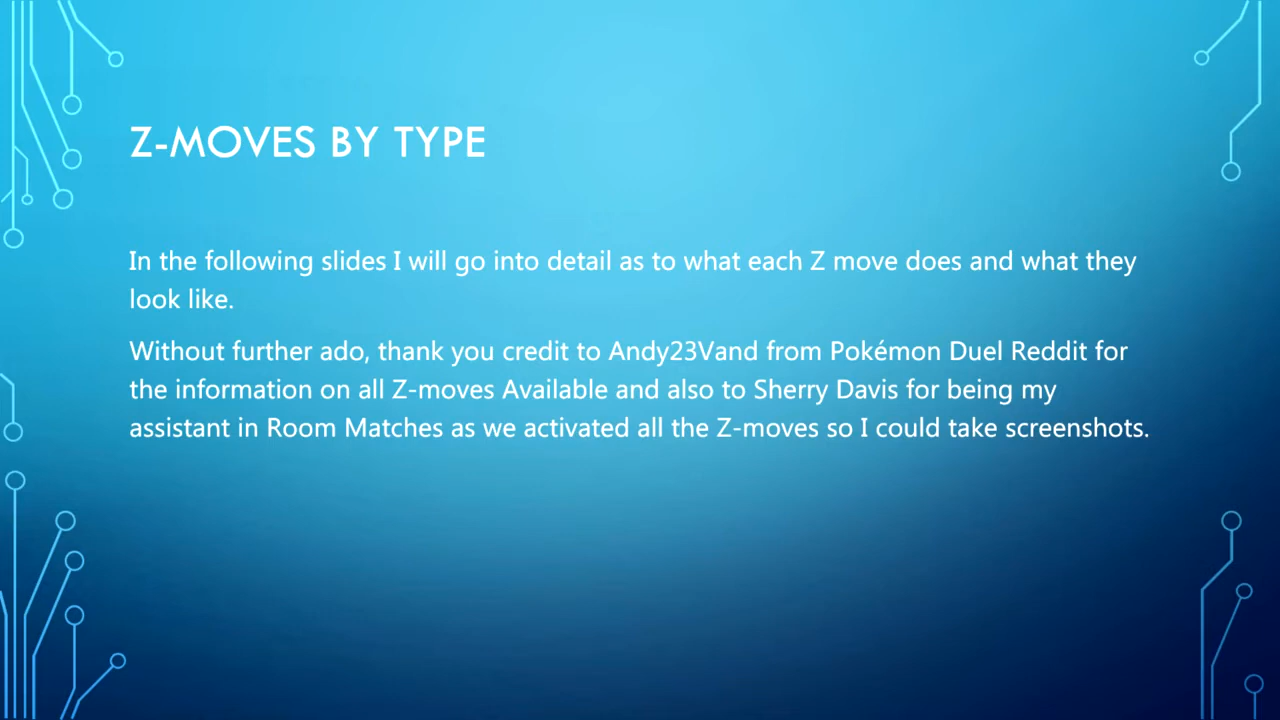 Z-MOVES BY TYPE
In the following slides I will go into detail as to what each Z move does and what they
look like.
Without further ado, thank you credit to Andy23Vand from Pokémon Duel Reddit for
the information on all Z-moves Available and also to Sherry Davis for being my
assistant in Room Matches as we activated all the Z-moves so I could take screenshots.